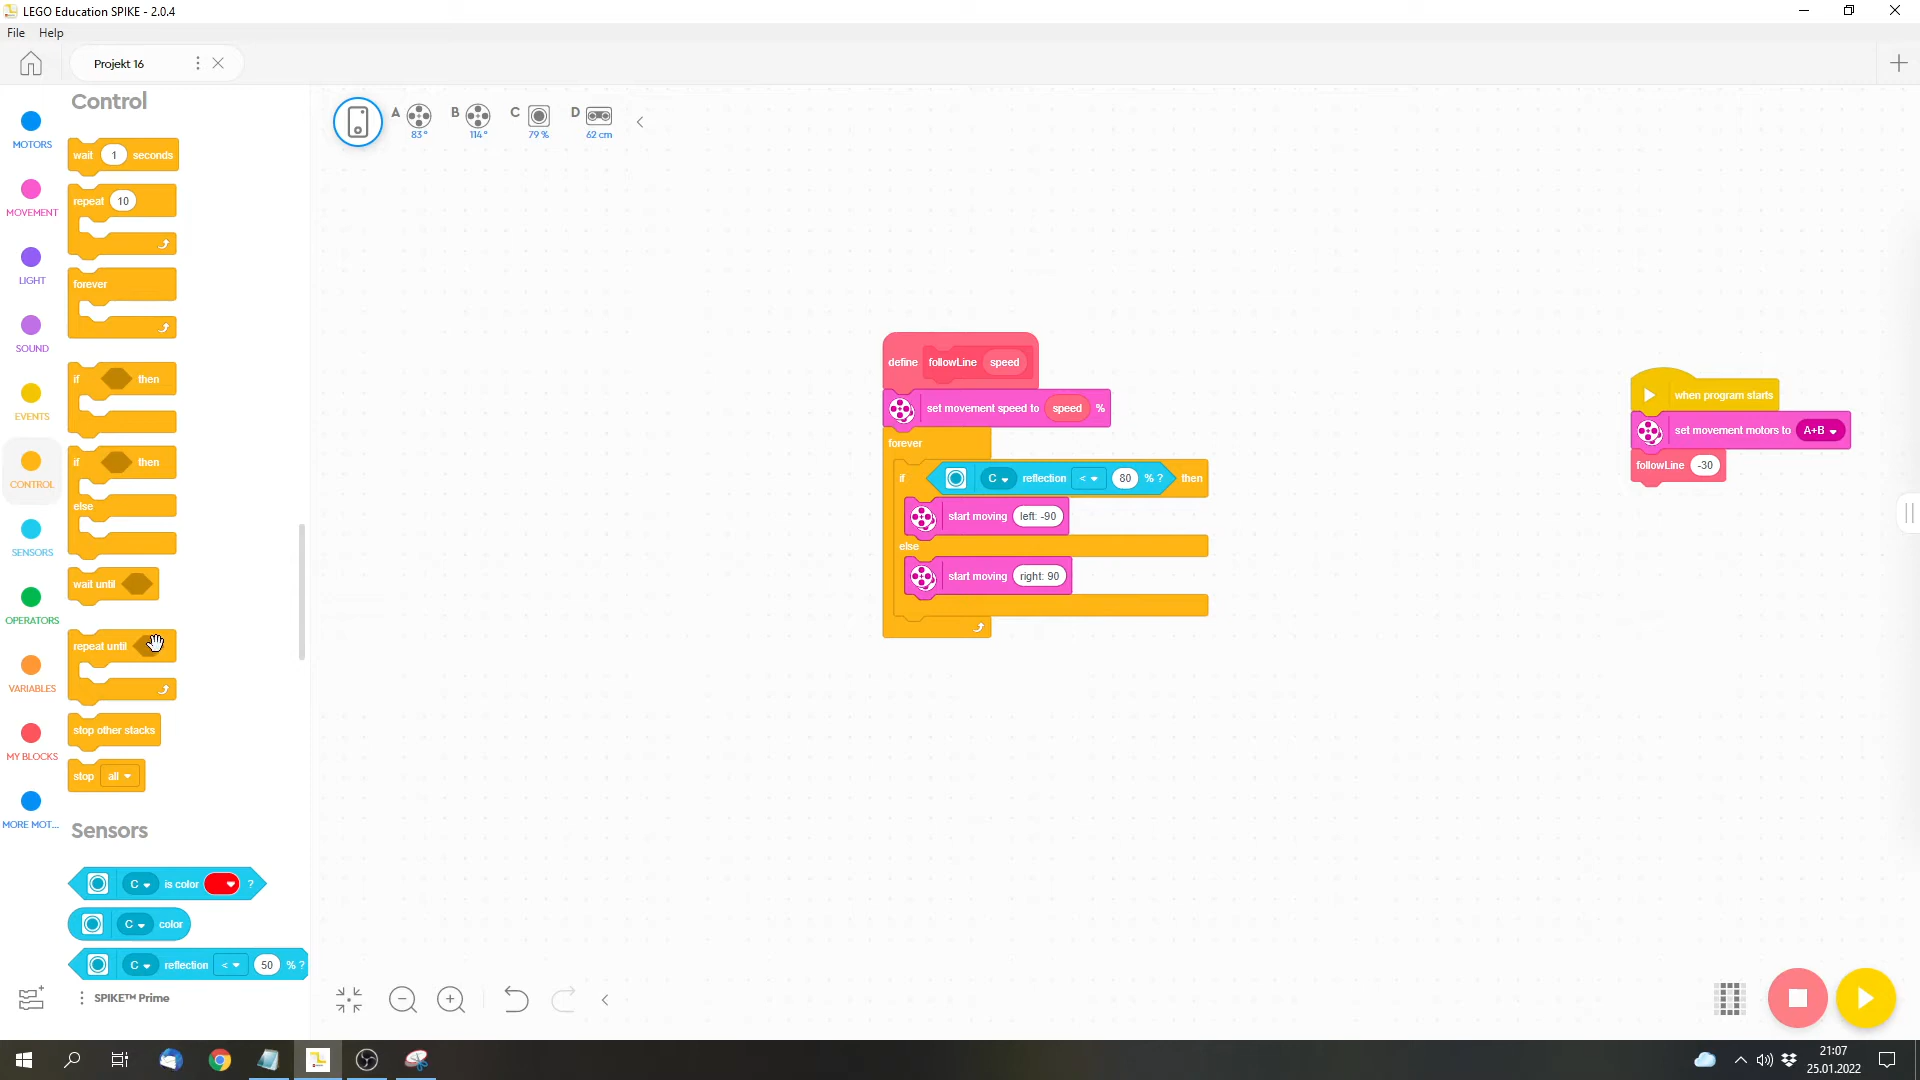 LEGO Education SPIKE - 2.0.4
File Help
Projekt 16
Control
MOTORS
MOVEMENT
LIGHT
SOUND
EVENTS
CONTROL
SENSORS
OPERATORS
VARIABLES
MY BLOCKS
MORE MOT...
wait 1 seconds
repeat 10
forever
if then
if then
else
wait until
repeat until
stop other stacks
stop all
Sensors
C is color ?
C color
C reflection < 50 % ?
SPIKE™ Prime
A 83° B 114° C 79 % D 62 cm
define followLine speed
set movement speed to speed %
forever
if C reflection < 80 % ? then
start moving left: -90
else
start moving right: 90
when program starts
set movement motors to A+B
followLine -30
21:07
25.01.2022